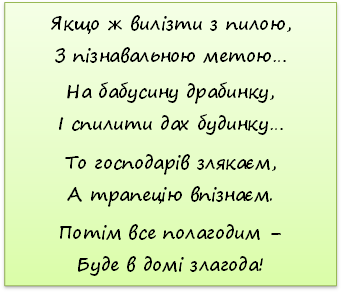 Якщо ж вилізти з пилою,
З пізнавальною метою...
На бабусину драбинку,
І спилити дах будинку...
То господарів злякаєм,
А трапецію впізнаєм.
Потім все полагодим –
Буде в домі злагода!